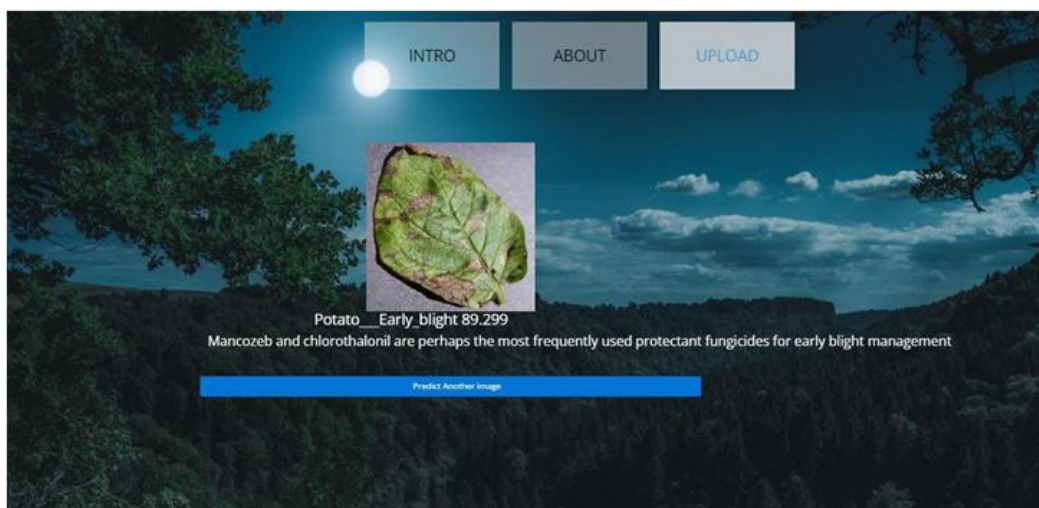 INTRO ABOUT UPLOAD
Potato___Early_blight 89.299
Mancozeb and chlorothalonil are perhaps the most frequently used protectant fungicides for early blight management
Predict Another image